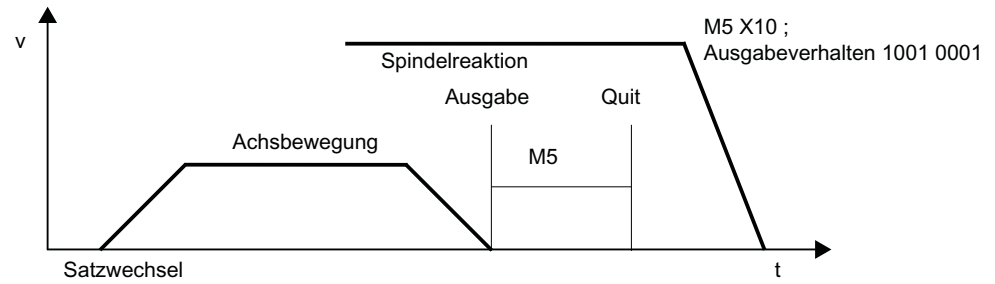 v
M5 X10 ;
Ausgabeverhalten 1001 0001
Spindelreaktion
Ausgabe
Quit
Achsbewegung
M5
Satzwechsel
t